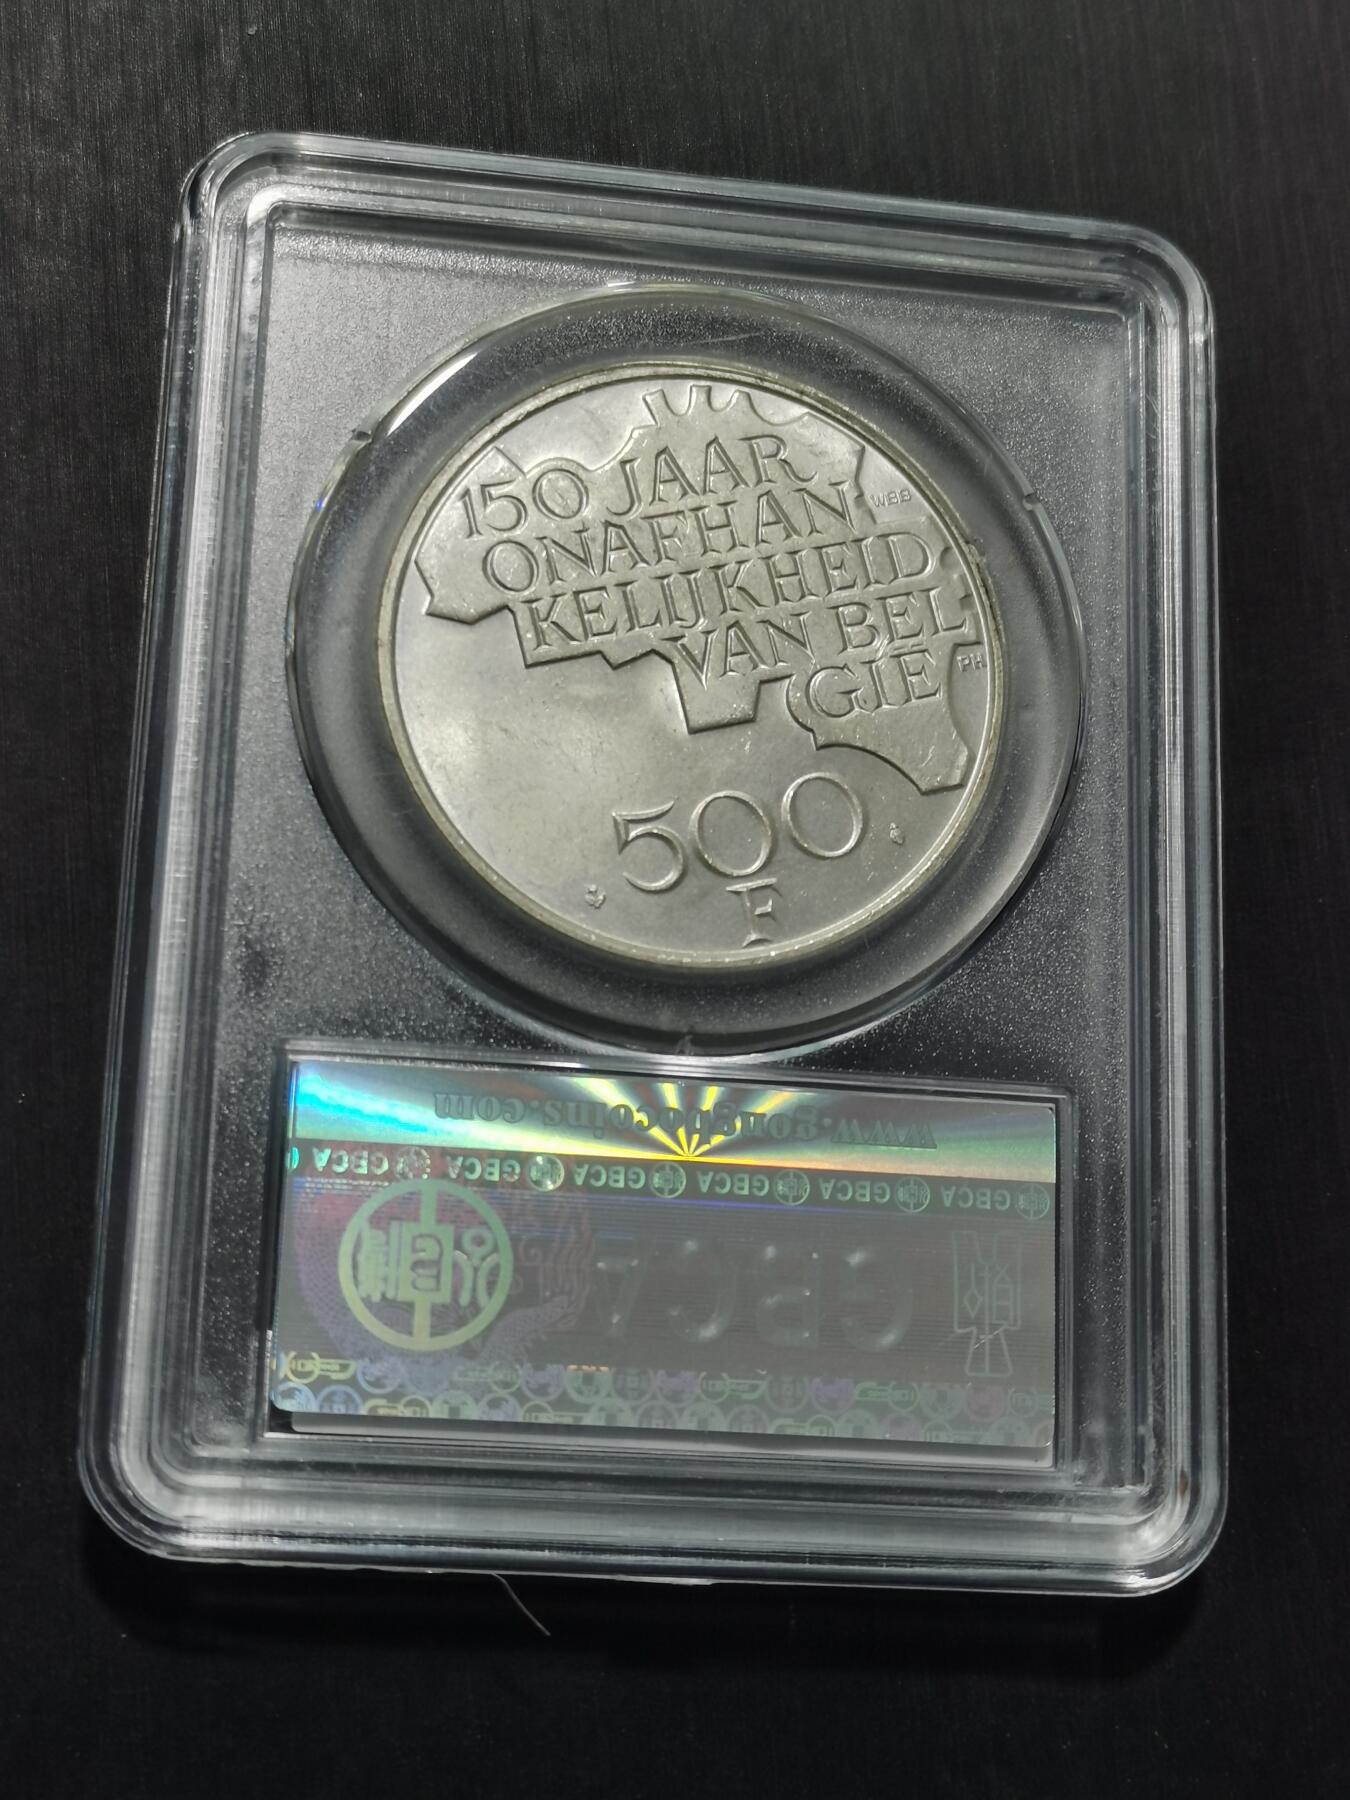 150 JAAR
ONAFHAN
KELIJKHEID
VAN BEL
GIË
WBB
PH
500
F
www.gongbocoins.com
GBCA GBCA GBCA GBCA GBCA GBCA
GBCA